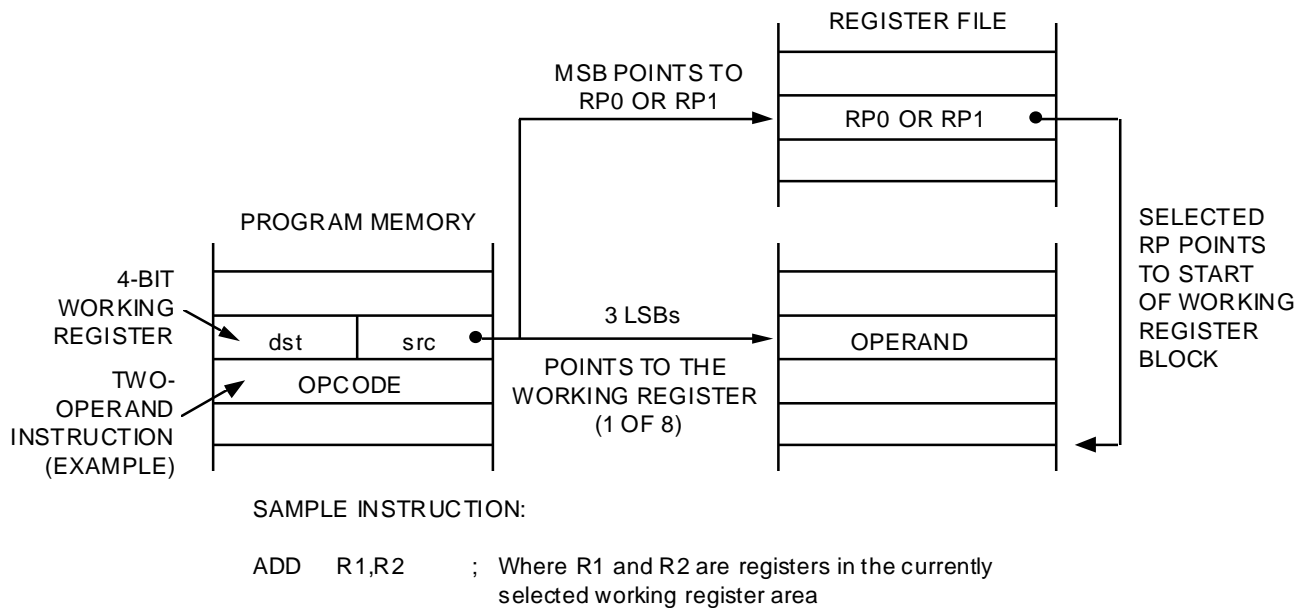 REGISTER FILE
MSB POINTS TO
RP0 OR RP1
RP0 OR RP1
SELECTED
RP POINTS
TO START
OF WORKING
REGISTER
BLOCK
PROGRAM MEMORY
4-BIT
WORKING
REGISTER
dst
src
3 LSBs
OPERAND
POINTS TO THE
WORKING REGISTER
(1 OF 8)
TWO-
OPERAND
INSTRUCTION
(EXAMPLE)
OPCODE
SAMPLE INSTRUCTION:
ADD R1,R2 ; Where R1 and R2 are registers in the currently
selected working register area